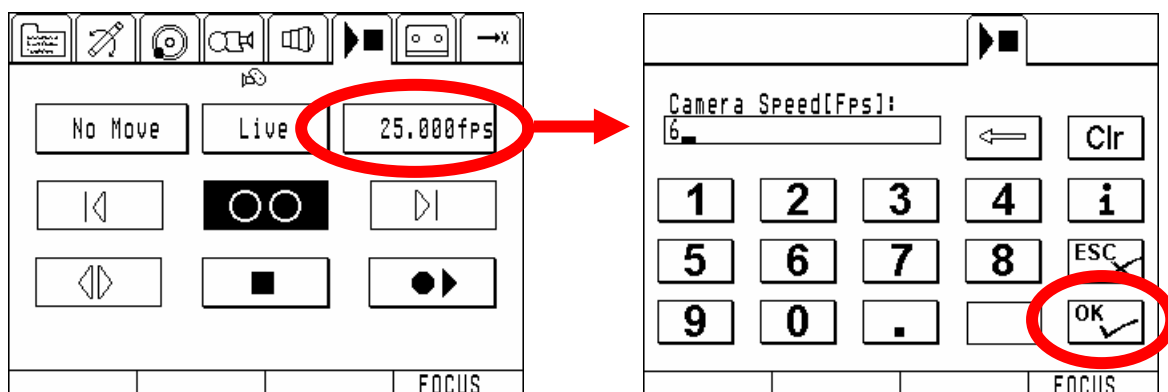 No Move Live 25.000fps
FOCUS
Camera Speed[Fps]:
6
Clr
1 2 3 4 i
5 6 7 8 ESC
9 0 . OK
FOCUS